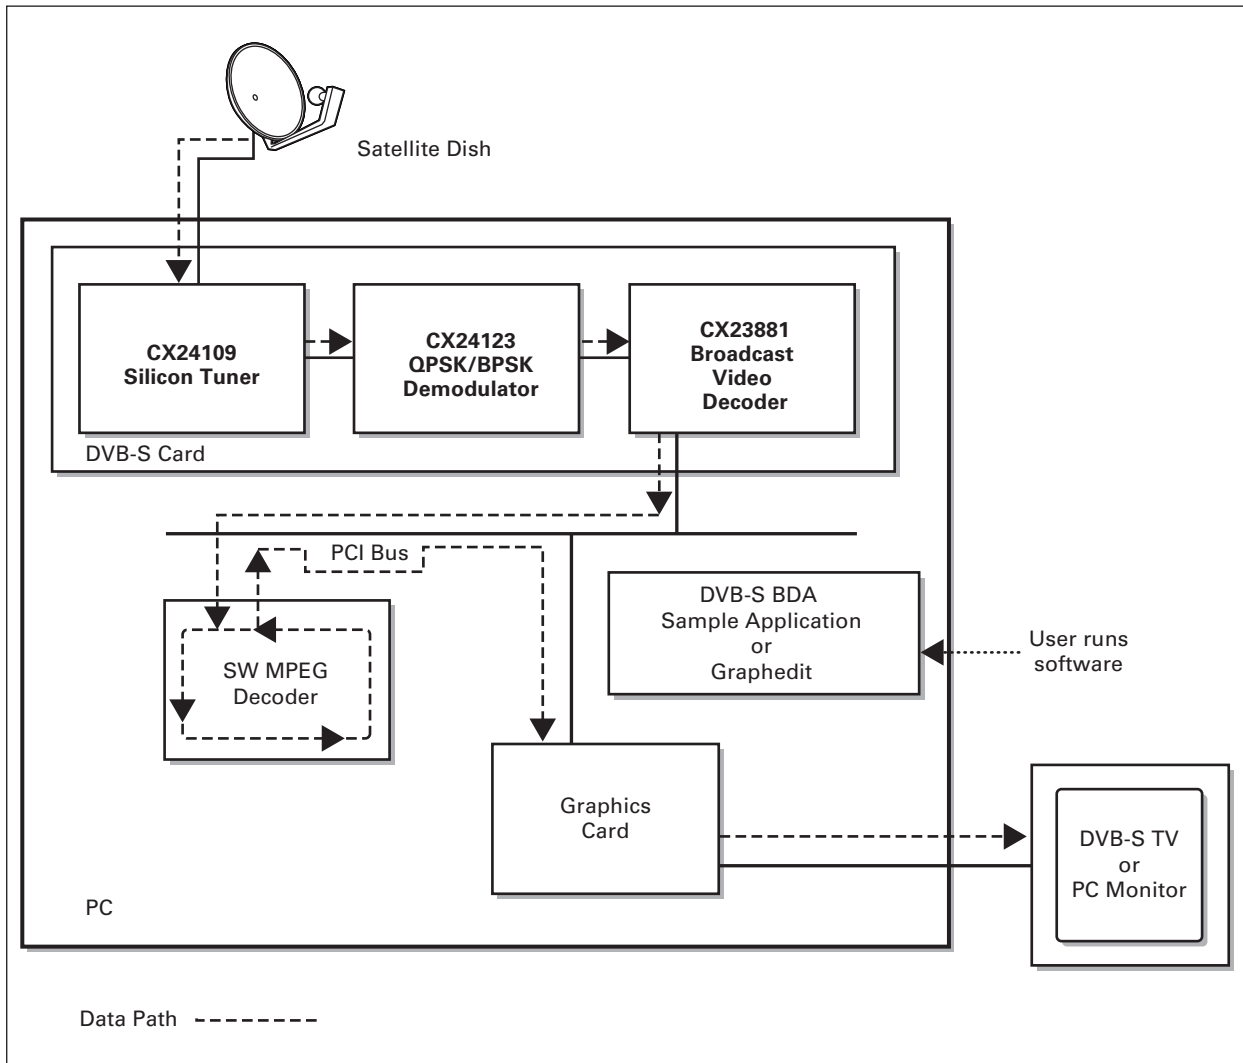 Satellite Dish
CX24109
Silicon Tuner
CX24123
QPSK/BPSK
Demodulator
CX23881
Broadcast
Video
Decoder
DVB-S Card
PCI Bus
SW MPEG
Decoder
DVB-S BDA
Sample Application
or
Graphedit
User runs
software
Graphics
Card
DVB-S TV
or
PC Monitor
PC
Data Path